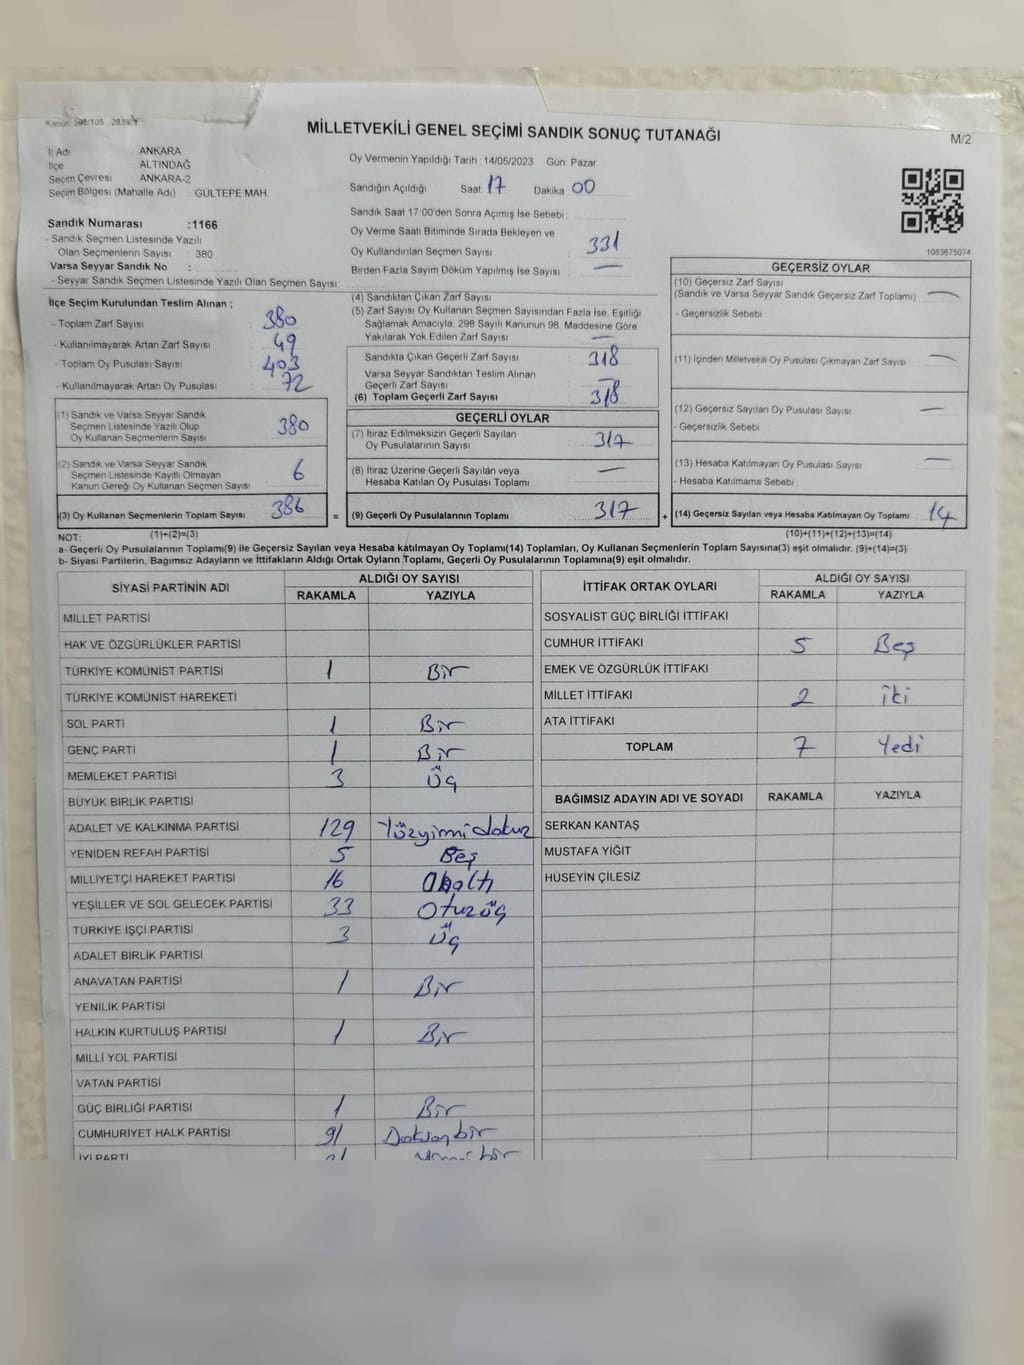 Kanun: 298/105 , 2839
MİLLETVEKİLİ GENEL SEÇİMİ SANDIK SONUÇ TUTANAĞI
M/2
İl Adı ANKARA
İlçe ALTINDAĞ
Seçim Çevresi ANKARA-2
Seçim Bölgesi (Mahalle Adı) GÜLTEPE MAH.
Sandık Numarası :1166
- Sandık Seçmen Listesinde Yazılı
Olan Seçmenlerin Sayısı : 380
Varsa Seyyar Sandık No :
- Seyyar Sandık Seçmen Listesinde Yazılı Olan Seçmen Sayısı:
Oy Vermenin Yapıldığı Tarih :14/05/2023 Gün: Pazar
Sandığın Açıldığı Saat: 17 Dakika: 00
Sandık Saat 17:00'den Sonra Açımış İse Sebebi :
Oy Verme Saati Bitiminde Sırada Bekleyen ve
Oy Kullandırılan Seçmen Sayısı 331
Birden Fazla Sayım Döküm Yapılmış İse Sayısı : —
1083675074
İlçe Seçim Kurulundan Teslim Alınan ;
- Toplam Zarf Sayısı 380
- Kullanılmayarak Artan Zarf Sayısı 49
- Toplam Oy Pusulası Sayısı 403
- Kullanılmayarak Artan Oy Pusulası 72
(1) Sandık ve Varsa Seyyar Sandık
Seçmen Listesinde Yazılı Olup
Oy Kullanan Seçmenlerin Sayısı 380
(2) Sandık ve Varsa Seyyar Sandık
Seçmen Listesinde Kayıtlı Olmayan
Kanun Gereği Oy Kullanan Seçmen Sayısı 6
(3) Oy Kullanan Seçmenlerin Toplam Sayısı 386
(1)+(2)=(3)
(4) Sandıktan Çıkan Zarf Sayısı
(5) Zarf Sayısı Oy Kullanan Seçmen Sayısından Fazla İse, Eşitliği
Sağlamak Amacıyla; 298 Sayılı Kanunun 98. Maddesine Göre
Yakılarak Yok Edilen Zarf Sayısı —
Sandıkta Çıkan Geçerli Zarf Sayısı : 318
Varsa Seyyar Sandıktan Teslim Alınan
Geçerli Zarf Sayısı : —
(6) Toplam Geçerli Zarf Sayısı : 318
GEÇERLİ OYLAR
(7) İtiraz Edilmeksizin Geçerli Sayılan
Oy Pusulalarının Sayısı : 317
(8) İtiraz Üzerine Geçerli Sayılan veya
Hesaba Katılan Oy Pusulası Toplamı : —
= (9) Geçerli Oy Pusulalarının Toplamı : 317
GEÇERSİZ OYLAR
(10) Geçersiz Zarf Sayısı
(Sandık ve Varsa Seyyar Sandık Geçersiz Zarf Toplamı) : —
- Geçersizlik Sebebi :
(11) İçinden Milletvekili Oy Pusulası Çıkmayan Zarf Sayısı : —
(12) Geçersiz Sayılan Oy Pusulası Sayısı : —
- Geçersizlik Sebebi :
(13) Hesaba Katılmayan Oy Pusulası Sayısı : —
- Hesaba Katılmama Sebebi :
+ (14) Geçersiz Sayılan veya Hesaba Katılmayan Oy Toplamı : 14
(10)+(11)+(12)+(13)=(14)
NOT:
a- Geçerli Oy Pusulalarının Toplamı(9) ile Geçersiz Sayılan veya Hesaba katılmayan Oy Toplamı(14) Toplamları, Oy Kullanan Seçmenlerin Toplam Sayısına(3) eşit olmalıdır. (9)+(14)=(3)
b- Siyasi Partilerin, Bağımsız Adayların ve İttifakların Aldığı Ortak Oyların Toplamı, Geçerli Oy Pusulalarının Toplamına(9) eşit olmalıdır.
SİYASİ PARTİNİN ADI ALDIĞI OY SAYISI
RAKAMLA YAZIYLA
MİLLET PARTİSİ
HAK VE ÖZGÜRLÜKLER PARTİSİ
TÜRKİYE KOMÜNİST PARTİSİ 1 Bir
TÜRKİYE KOMÜNİST HAREKETİ
SOL PARTİ 1 Bir
GENÇ PARTİ 1 Bir
MEMLEKET PARTİSİ 3 Üç
BÜYÜK BİRLİK PARTİSİ
ADALET VE KALKINMA PARTİSİ 129 Yüzyirmidokuz
YENİDEN REFAH PARTİSİ 5 Beş
MİLLİYETÇİ HAREKET PARTİSİ 16 Onaltı
YEŞİLLER VE SOL GELECEK PARTİSİ 33 Otuzüç
TÜRKİYE İŞÇİ PARTİSİ 3 Üç
ADALET BİRLİK PARTİSİ
ANAVATAN PARTİSİ 1 Bir
YENİLİK PARTİSİ
HALKIN KURTULUŞ PARTİSİ 1 Bir
MİLLİ YOL PARTİSİ
VATAN PARTİSİ
GÜÇ BİRLİĞİ PARTİSİ 1 Bir
CUMHURİYET HALK PARTİSİ 91 Doksanbir
İYİ PARTİ
İTTİFAK ORTAK OYLARI ALDIĞI OY SAYISI
RAKAMLA YAZIYLA
SOSYALİST GÜÇ BİRLİĞİ İTTİFAKI
CUMHUR İTTİFAKI 5 Beş
EMEK VE ÖZGÜRLÜK İTTİFAKI
MİLLET İTTİFAKI 2 İki
ATA İTTİFAKI
TOPLAM 7 Yedi
BAĞIMSIZ ADAYIN ADI VE SOYADI RAKAMLA YAZIYLA
SERKAN KANTAŞ
MUSTAFA YİĞİT
HÜSEYİN ÇİLESİZ